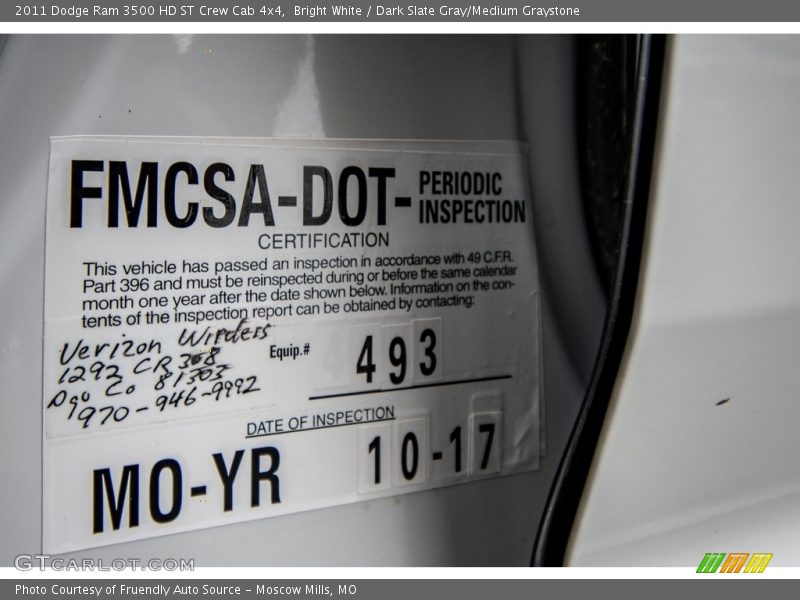 2011 Dodge Ram 3500 HD ST Crew Cab 4x4,  Bright White / Dark Slate Gray/Medium Graystone
FMCSA-DOT- PERIODIC INSPECTION
CERTIFICATION
This vehicle has passed an inspection in accordance with 49 C.F.R.
Part 396 and must be reinspected during or before the same calendar
month one year after the date shown below. Information on the con-
tents of the inspection report can be obtained by contacting:
Verizon Wireless
1292 CR 308
Dgo Co 81303
1970-946-9992
Equip.# 493
DATE OF INSPECTION
MO-YR 10-17
GTCARLOT.COM
Photo Courtesy of Fruendly Auto Source - Moscow Mills, MO